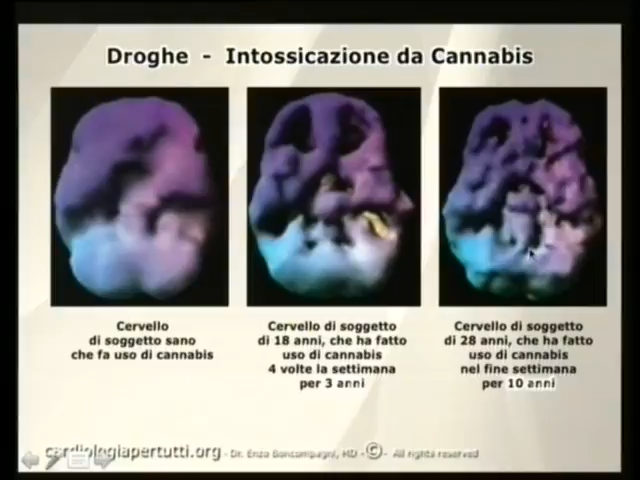 Droghe - Intossicazione da Cannabis
Cervello
di soggetto sano
che fa uso di cannabis
Cervello di soggetto
di 18 anni, che ha fatto
uso di cannabis
4 volte la settimana
per 3 anni
Cervello di soggetto
di 28 anni, che ha fatto
uso di cannabis
nel fine settimana
per 10 anni
cardiologiapertutti.org - Dr. Enzo Boncompagni, MD - © - All rights reserved